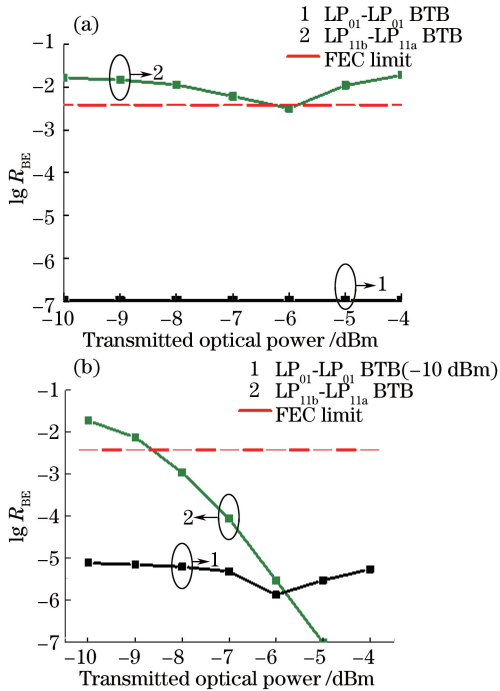 (a)
1 LP01-LP01 BTB
2 LP11b-LP11a BTB
FEC limit
-1
-2
-3
-4
-5
-6
-7
lg RBE
2
1
-10 -9 -8 -7 -6 -5 -4
Transmitted optical power /dBm
(b)
1 LP01-LP01 BTB(-10 dBm)
2 LP11b-LP11a BTB
FEC limit
-1
-2
-3
-4
-5
-6
-7
lg RBE
2
1
-10 -9 -8 -7 -6 -5 -4
Transmitted optical power /dBm